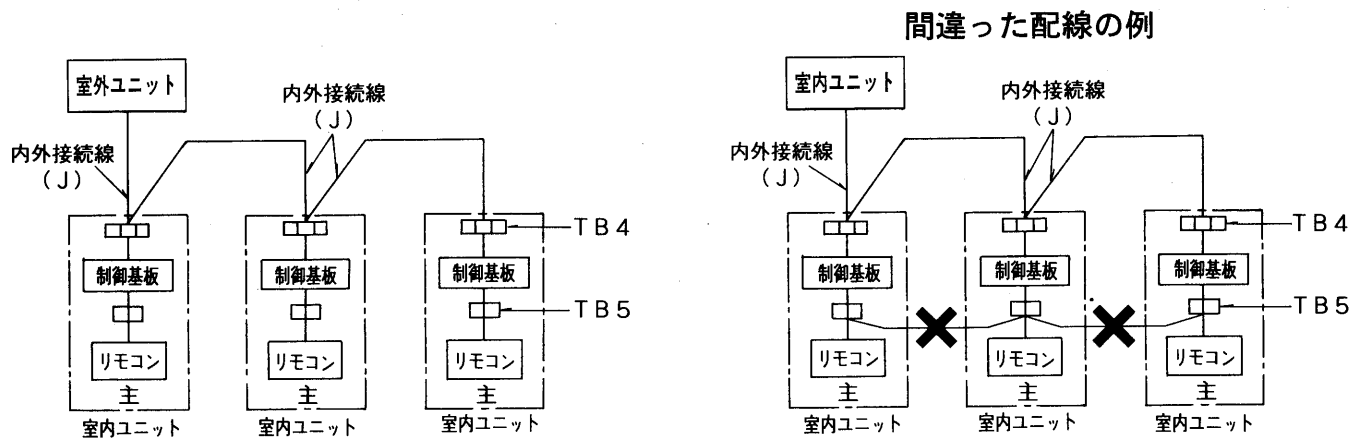 室外ユニット
内外接続線
(J)
内外接続線
(J)
TB4
制御基板
制御基板
制御基板
TB5
リモコン
リモコン
リモコン
主
主
主
室内ユニット
室内ユニット
室内ユニット
間違った配線の例
室内ユニット
内外接続線
(J)
内外接続線
(J)
TB4
制御基板
制御基板
制御基板
TB5
リモコン
リモコン
リモコン
主
主
主
室内ユニット
室内ユニット
室内ユニット